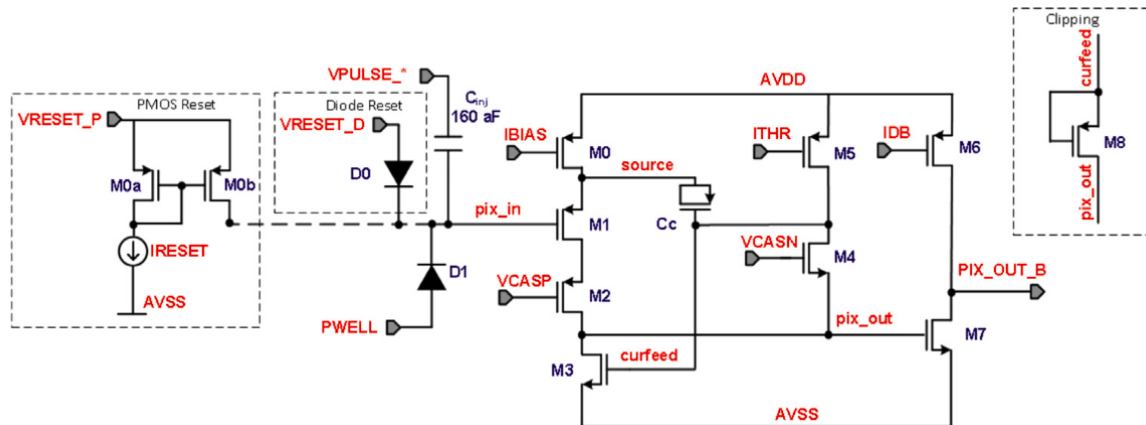 Clipping
curfeed
M8
pix_out
PMOS Reset
VRESET_P
M0a
M0b
IRESET
AVSS
Diode Reset
VRESET_D
D0
VPULSE_*
Cinj
160 aF
pix_in
D1
PWELL
AVDD
IBIAS
M0
source
Cc
M1
VCASP
M2
M3
curfeed
ITHR
M5
VCASN
M4
pix_out
IDB
M6
PIX_OUT_B
M7
AVSS